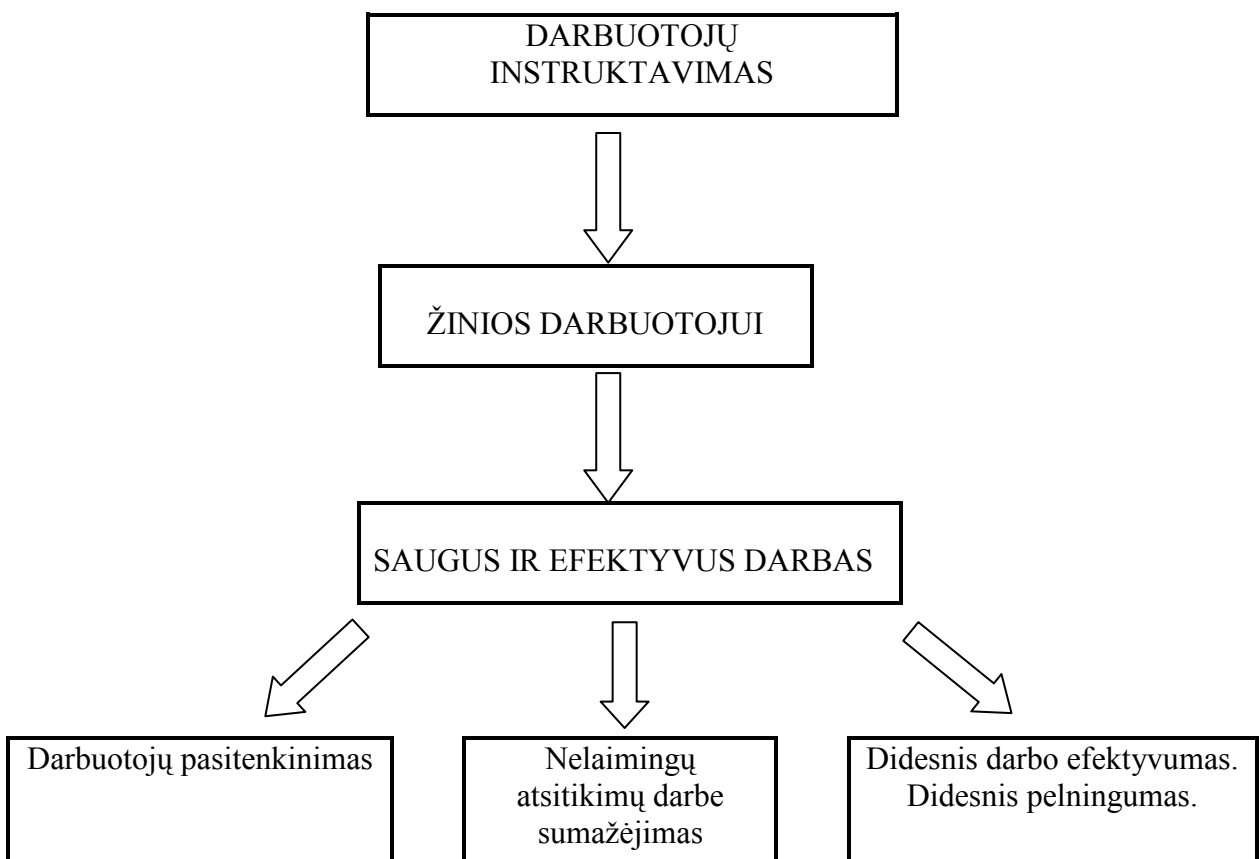 DARBUOTOJŲ
INSTRUKTAVIMAS
ŽINIOS DARBUOTOJUI
SAUGUS IR EFEKTYVUS DARBAS
Darbuotojų pasitenkinimas
Nelaimingų
atsitikimų darbe
sumažėjimas
Didesnis darbo efektyvumas.
Didesnis pelningumas.